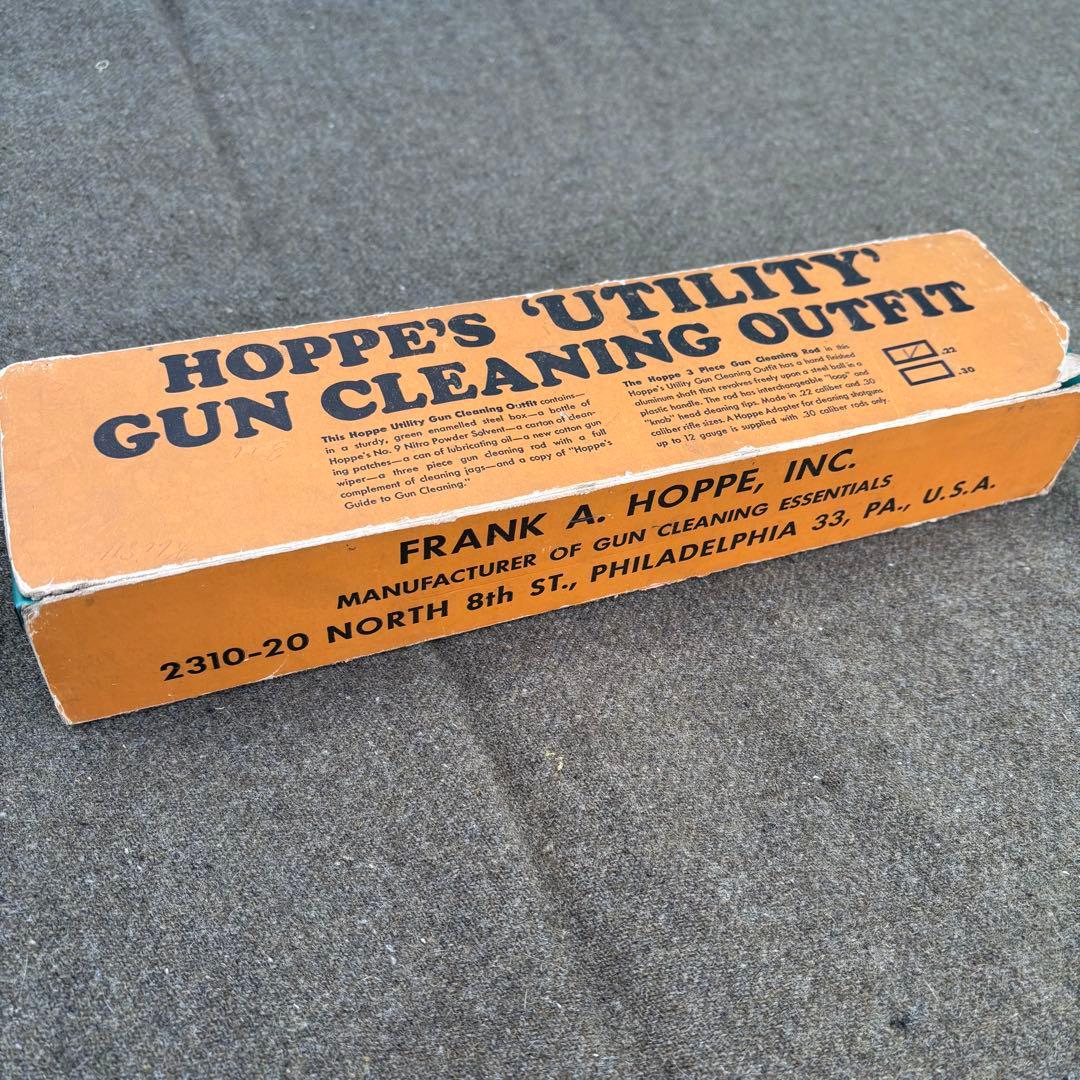 HOPPE'S 'UTILITY'
GUN CLEANING OUTFIT
This Hoppe Utility Gun Cleaning Outfit contains—
in a sturdy, green enamelled steel box—a bottle of
Hoppe's No. 9 Nitro Powder Solvent—a carton of clean-
ing patches—a can of lubricating oil—a new cotton gun
wiper—a three piece gun cleaning rod with a full
complement of cleaning jags—and a copy of "Hoppe's
Guide to Gun Cleaning."
The Hoppe 3 Piece Gun Cleaning Rod in this
Hoppe's Utility Gun Cleaning Outfit has a hand finished
aluminum shaft that revolves freely upon a steel ball in a
plastic handle. The rod has interchangeable "loop" and
"knob" head cleaning tips. Made in .22 caliber and .30
caliber rifle sizes. A Hoppe Adapter for cleaning shotguns
up to 12 gauge is supplied with .30 caliber rods only.
.22
.30
FRANK A. HOPPE, INC.
MANUFACTURER OF GUN CLEANING ESSENTIALS
2310-20 NORTH 8th ST., PHILADELPHIA 33, PA., U.S.A.